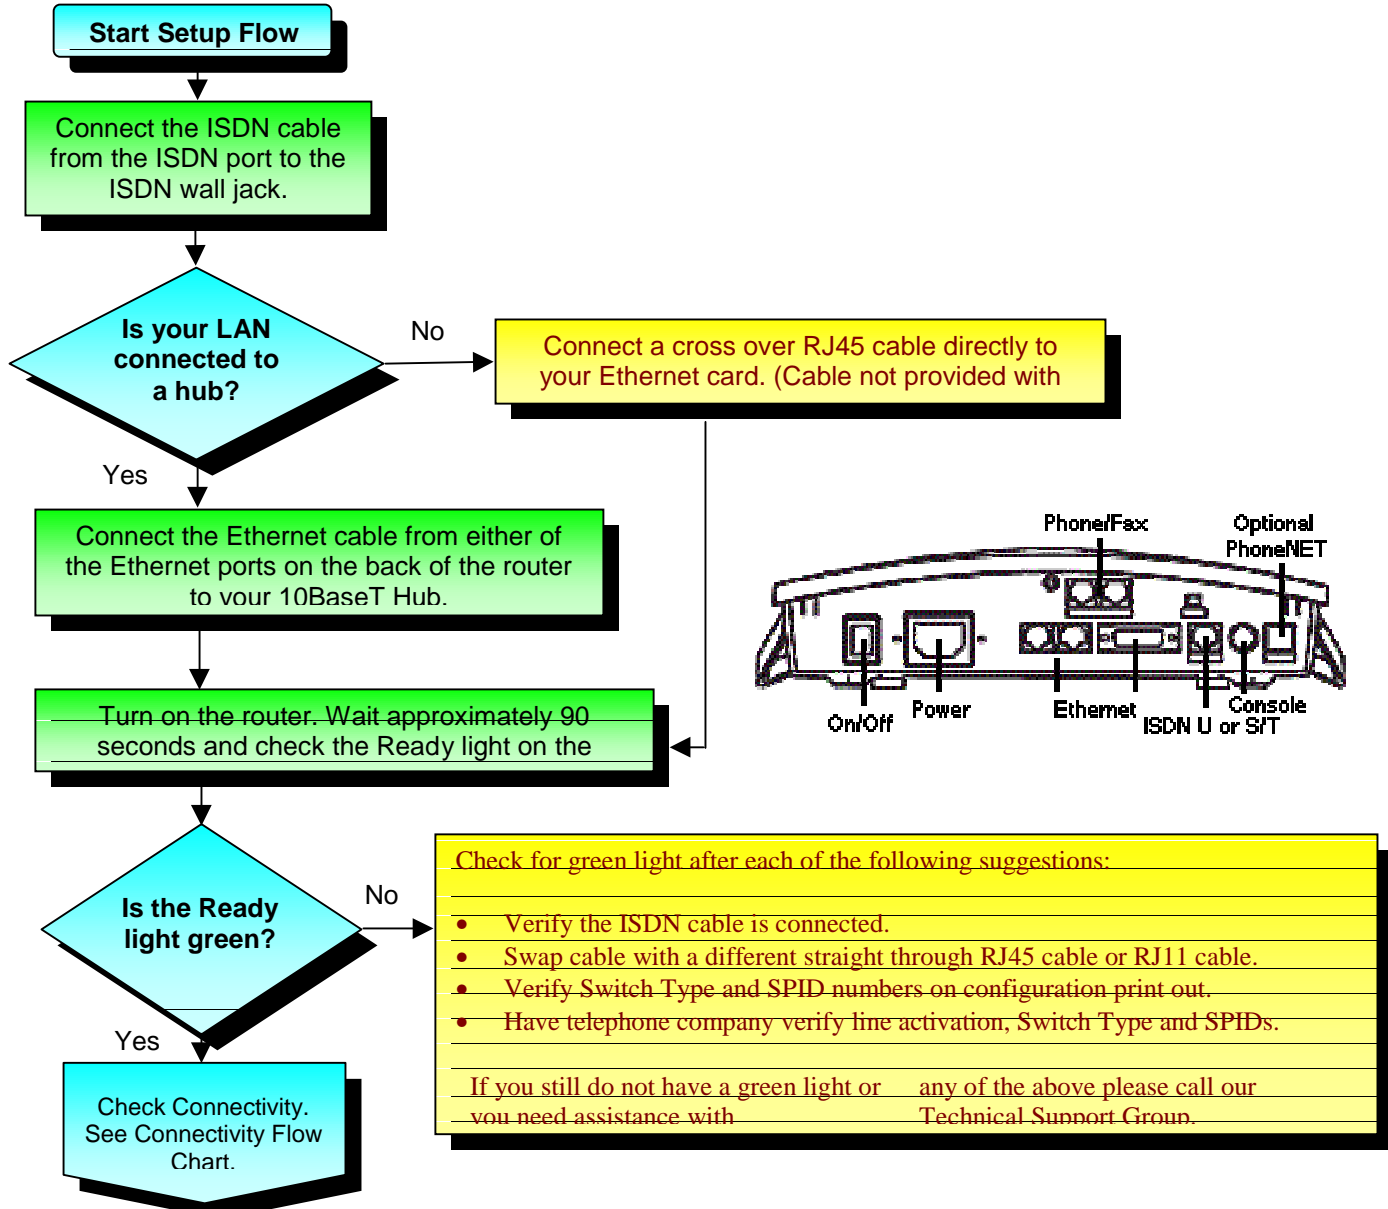 Start Setup Flow
Connect the ISDN cable
from the ISDN port to the
ISDN wall jack.
Is your LAN
connected to
a hub?
No
Connect a cross over RJ45 cable directly to
your Ethernet card. (Cable not provided with
Yes
Connect the Ethernet cable from either of
the Ethernet ports on the back of the router
to your 10BaseT Hub.
Phone/Fax
Optional
PhoneNET
On/Off
Power
Ethernet
ISDN U or S/T
Console
Turn on the router. Wait approximately 90
seconds and check the Ready light on the
Is the Ready
light green?
No
Check for green light after each of the following suggestions:
• Verify the ISDN cable is connected.
• Swap cable with a different straight through RJ45 cable or RJ11 cable.
• Verify Switch Type and SPID numbers on configuration print out.
• Have telephone company verify line activation, Switch Type and SPIDs.
If you still do not have a green light or any of the above please call our
you need assistance with Technical Support Group.
Yes
Check Connectivity.
See Connectivity Flow
Chart.